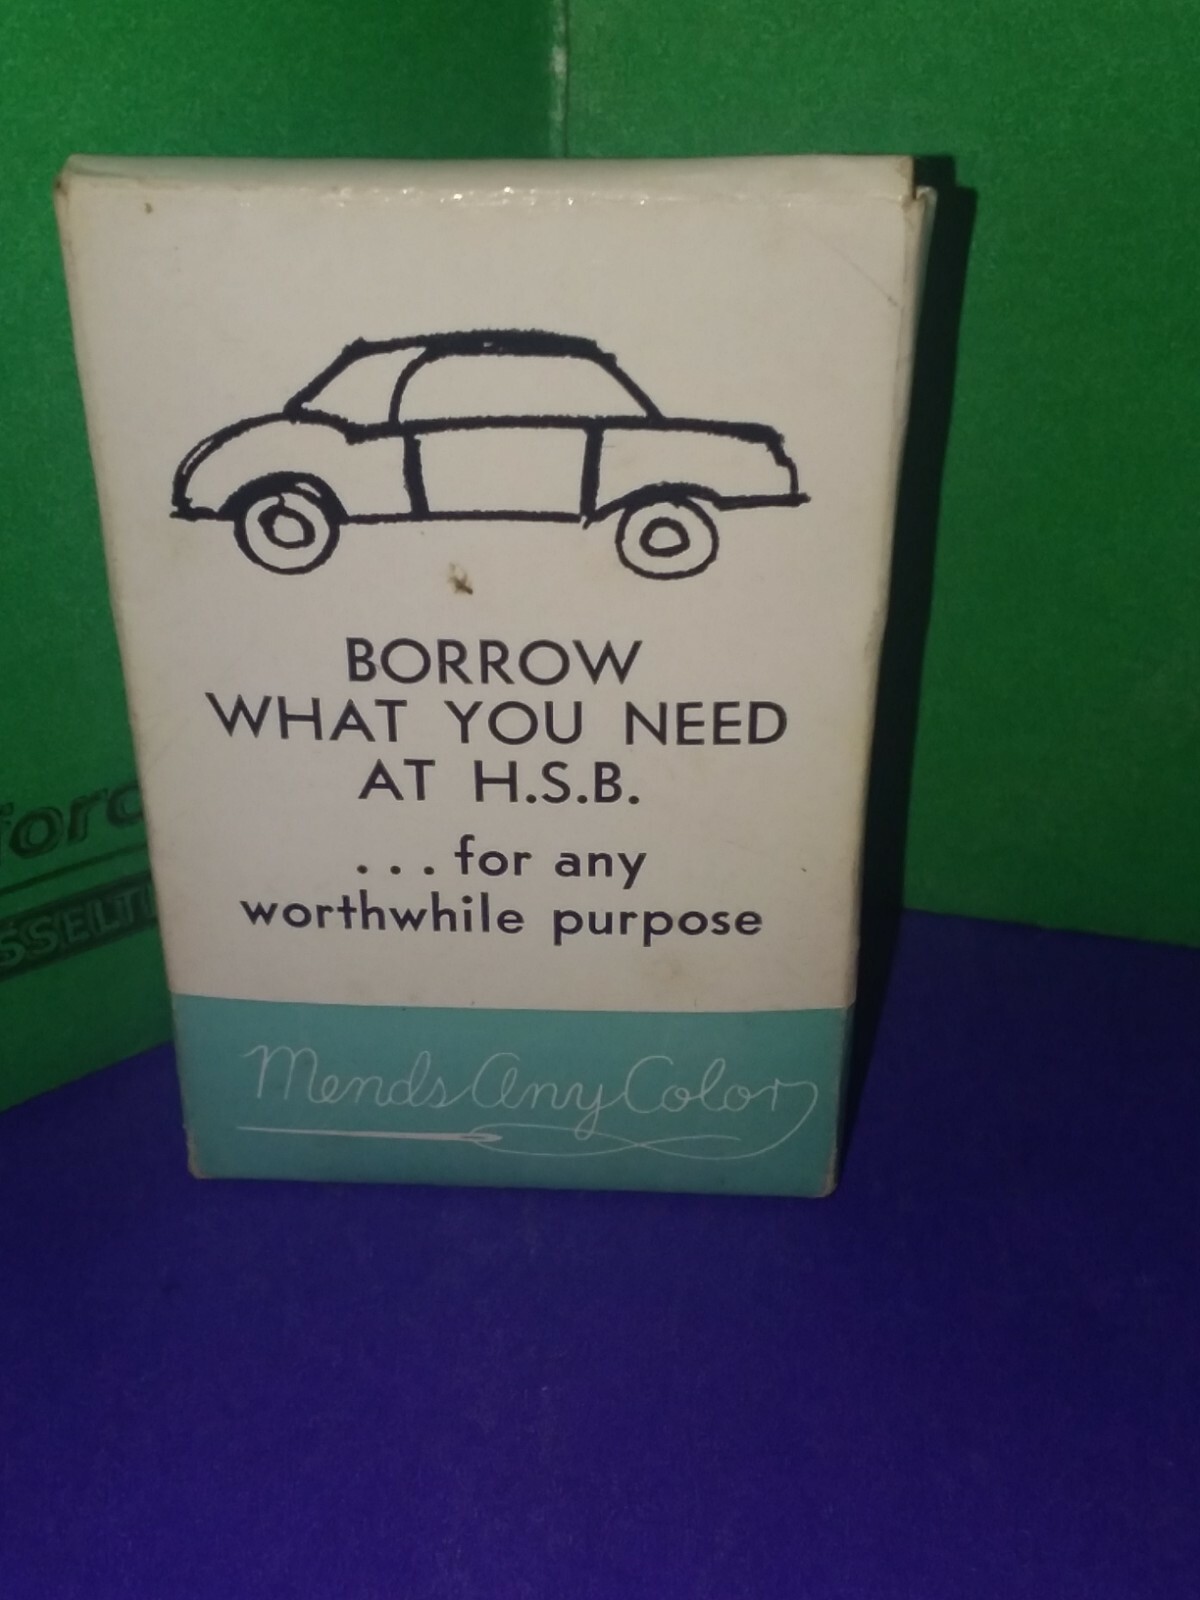 BORROW
WHAT YOU NEED
AT H.S.B.
...for any
worthwhile purpose
Mends Any Color